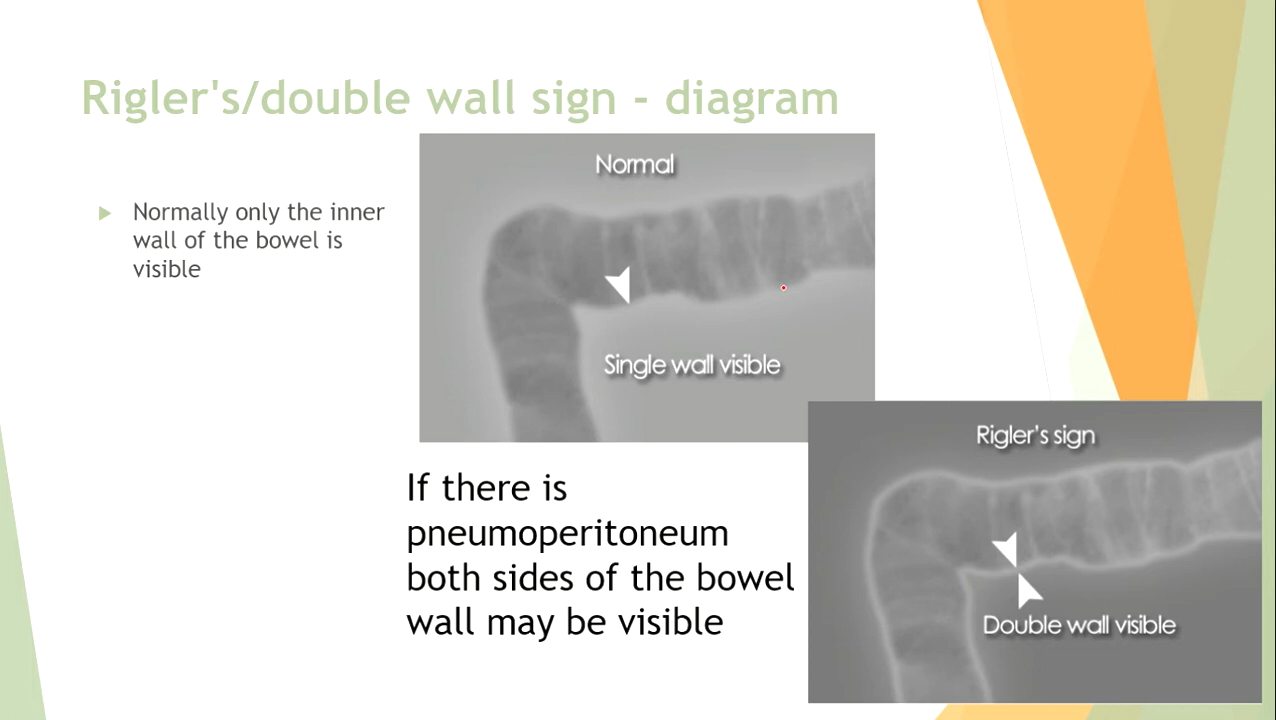 Rigler's/double wall sign - diagram
Normally only the inner
wall of the bowel is
visible
Normal
Single wall visible
If there is
pneumoperitoneum
both sides of the bowel
wall may be visible
Rigler's sign
Double wall visible